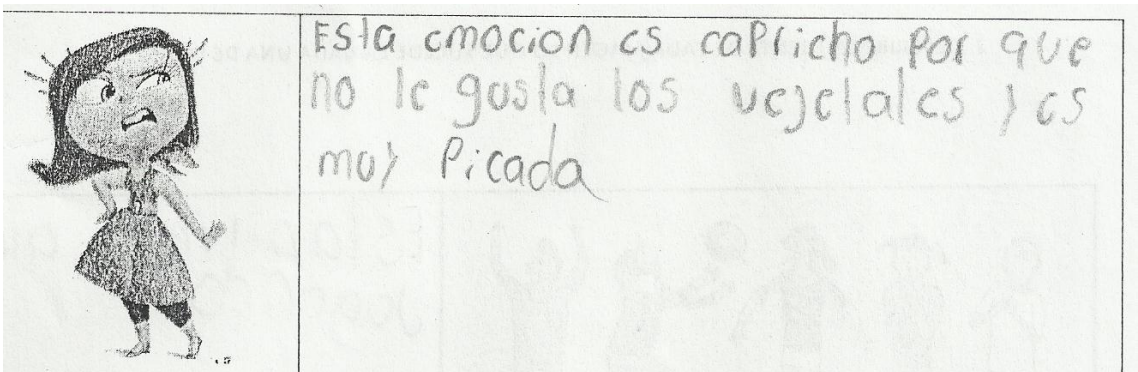 Esta emocion es capricho por que
no le gusta los vejetales y es
muy Picada